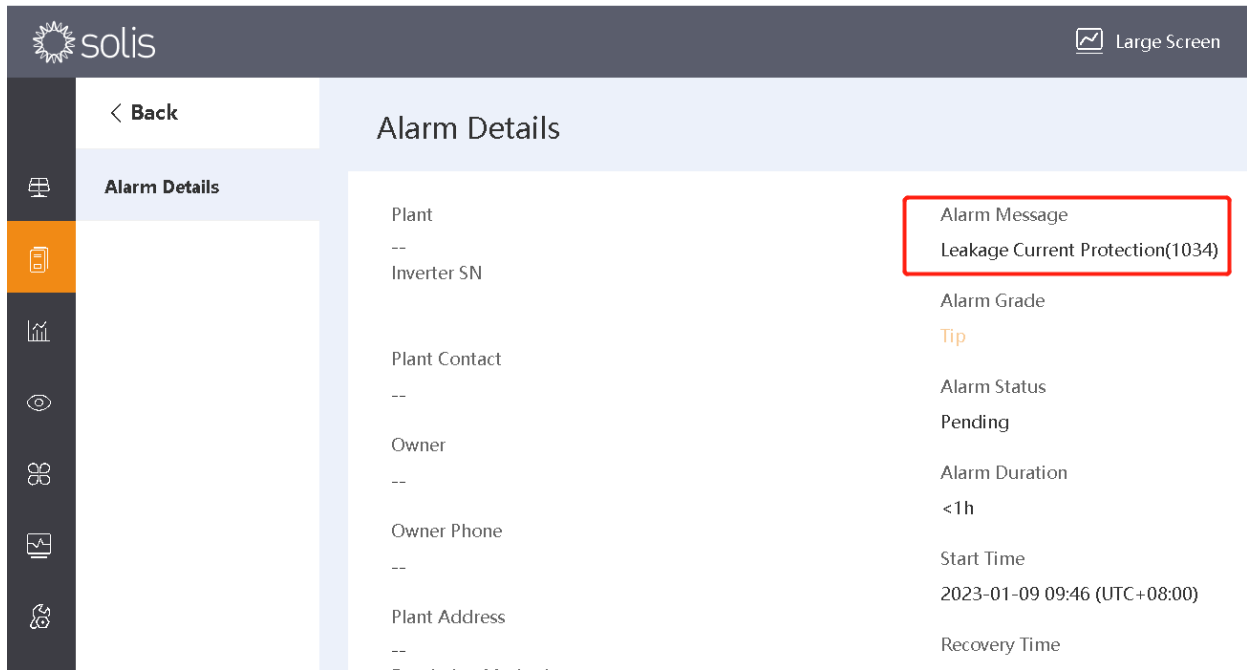 solis
Large Screen
< Back
Alarm Details
Alarm Details
Plant
--
Inverter SN
Plant Contact
--
Owner
--
Owner Phone
--
Plant Address
--
Alarm Message
Leakage Current Protection(1034)
Alarm Grade
Tip
Alarm Status
Pending
Alarm Duration
<1h
Start Time
2023-01-09 09:46 (UTC+08:00)
Recovery Time